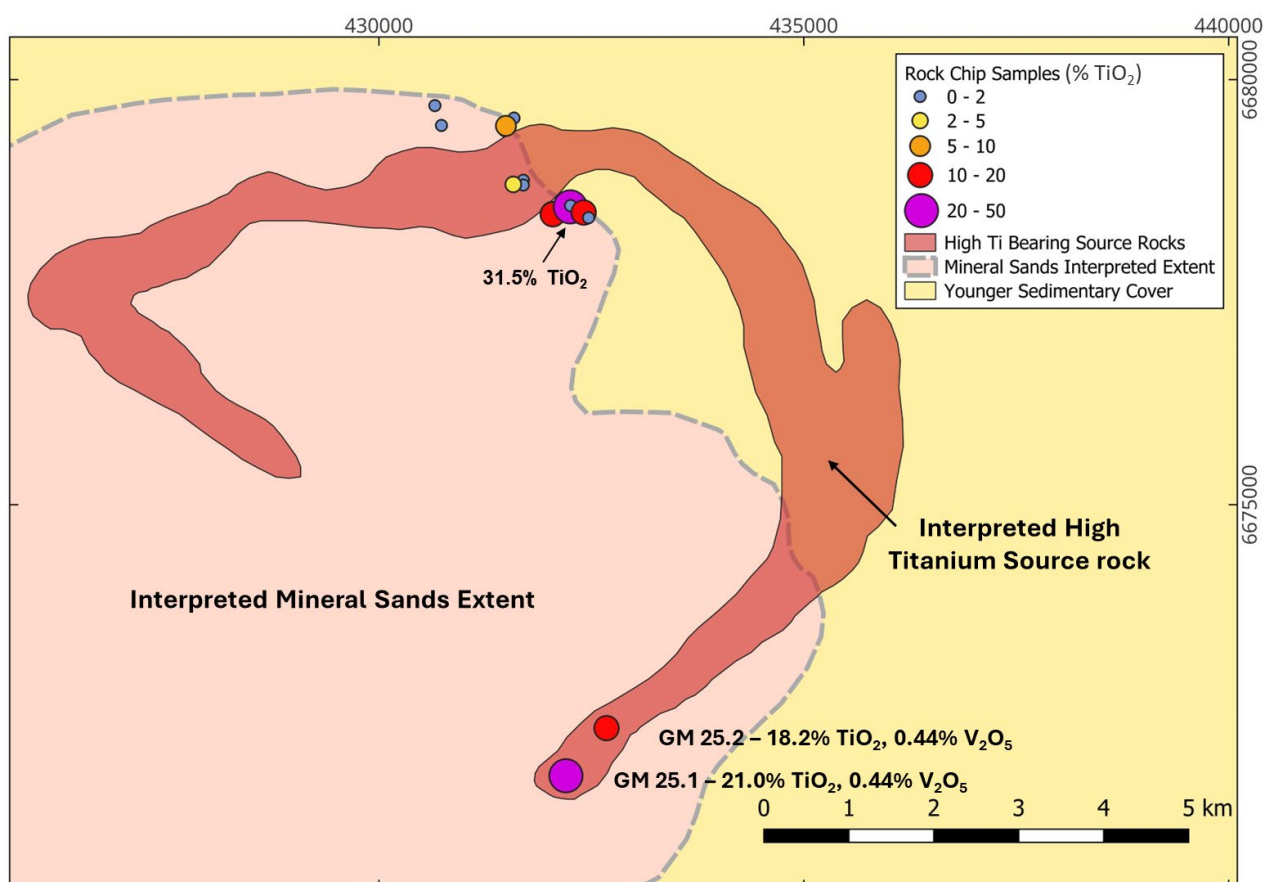 430000
435000
440000
6680000
6675000
Rock Chip Samples (% TiO₂)
0 - 2
2 - 5
5 - 10
10 - 20
20 - 50
High Ti Bearing Source Rocks
Mineral Sands Interpreted Extent
Younger Sedimentary Cover
31.5% TiO₂
Interpreted High
Titanium Source rock
Interpreted Mineral Sands Extent
GM 25.2 – 18.2% TiO₂, 0.44% V₂O₅
GM 25.1 – 21.0% TiO₂, 0.44% V₂O₅
0 1 2 3 4 5 km